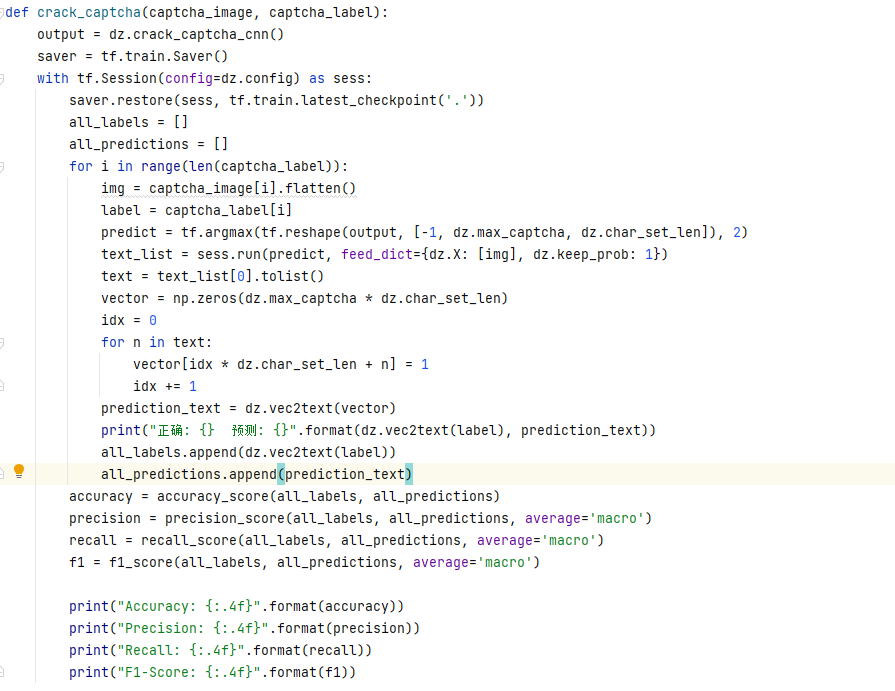 def crack_captcha(captcha_image, captcha_label):
    output = dz.crack_captcha_cnn()
    saver = tf.train.Saver()
    with tf.Session(config=dz.config) as sess:
        saver.restore(sess, tf.train.latest_checkpoint('.'))
        all_labels = []
        all_predictions = []
        for i in range(len(captcha_label)):
            img = captcha_image[i].flatten()
            label = captcha_label[i]
            predict = tf.argmax(tf.reshape(output, [-1, dz.max_captcha, dz.char_set_len]), 2)
            text_list = sess.run(predict, feed_dict={dz.X: [img], dz.keep_prob: 1})
            text = text_list[0].tolist()
            vector = np.zeros(dz.max_captcha * dz.char_set_len)
            idx = 0
            for n in text:
                vector[idx * dz.char_set_len + n] = 1
                idx += 1
            prediction_text = dz.vec2text(vector)
            print("正确: {}  预测: {}".format(dz.vec2text(label), prediction_text))
            all_labels.append(dz.vec2text(label))
            all_predictions.append(prediction_text)
        accuracy = accuracy_score(all_labels, all_predictions)
        precision = precision_score(all_labels, all_predictions, average='macro')
        recall = recall_score(all_labels, all_predictions, average='macro')
        f1 = f1_score(all_labels, all_predictions, average='macro')

        print("Accuracy: {:.4f}".format(accuracy))
        print("Precision: {:.4f}".format(precision))
        print("Recall: {:.4f}".format(recall))
        print("F1-Score: {:.4f}".format(f1))